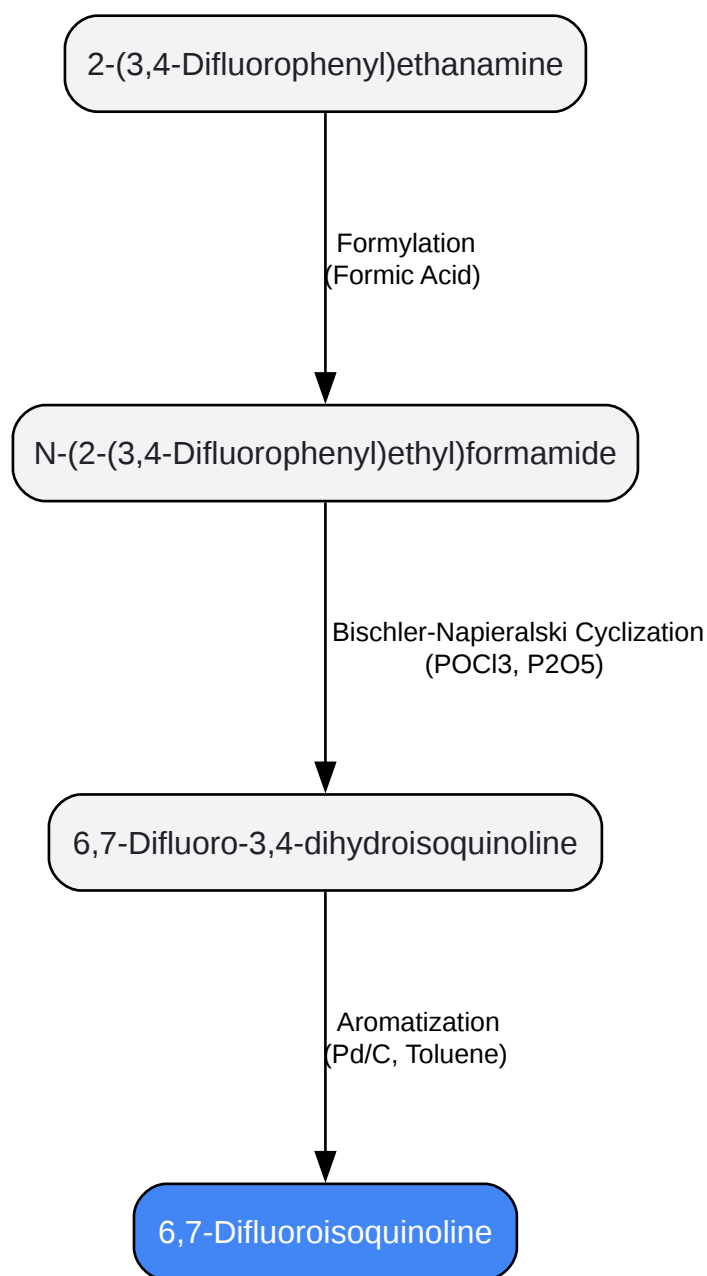 2-(3,4-Difluorophenyl)ethanamine
Formylation
(Formic Acid)
N-(2-(3,4-Difluorophenyl)ethyl)formamide
Bischler-Napieralski Cyclization
(POCl3, P2O5)
6,7-Difluoro-3,4-dihydroisoquinoline
Aromatization
(Pd/C, Toluene)
6,7-Difluoroisoquinoline